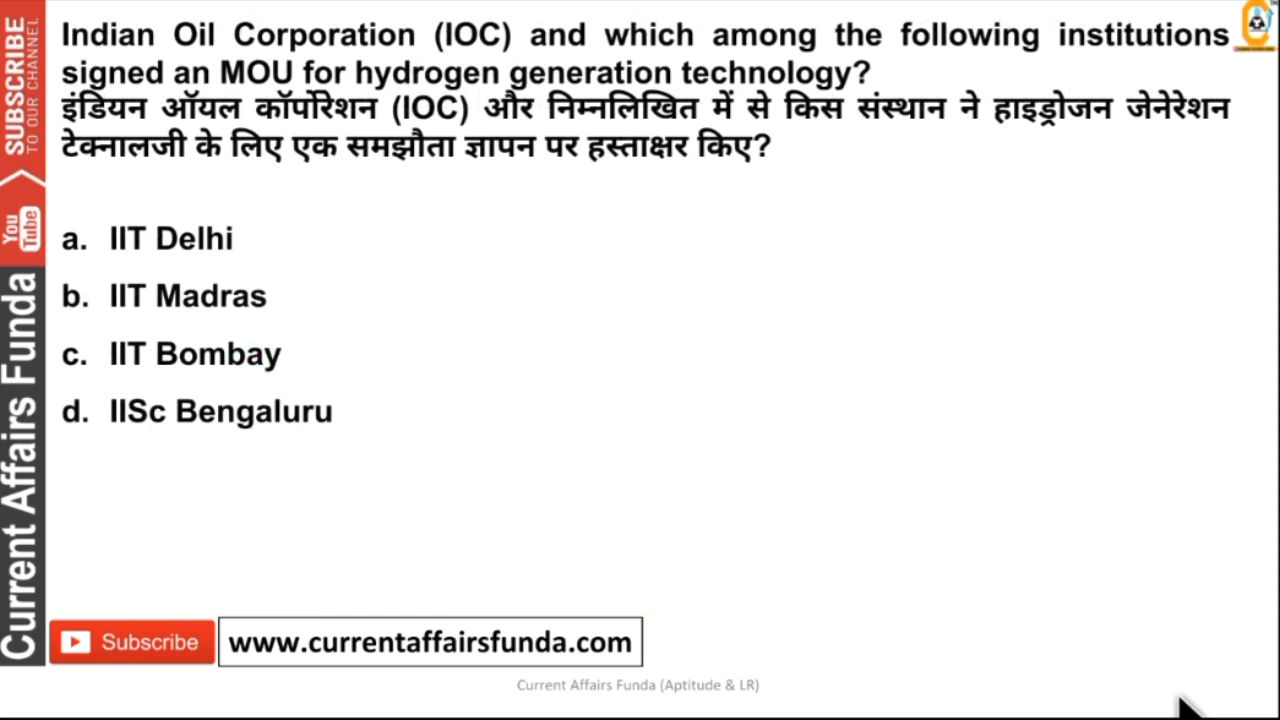 Indian Oil Corporation (IOC) and which among the following institutions
signed an MOU for hydrogen generation technology?
इंडियन ऑयल कॉर्पोरेशन (IOC) और निम्नलिखित में से किस संस्थान ने हाइड्रोजन जेनेरेशन
टेक्नालजी के लिए एक समझौता ज्ञापन पर हस्ताक्षर किए?
a. IIT Delhi
b. IIT Madras
c. IIT Bombay
d. IISc Bengaluru
SUBSCRIBE
TO OUR CHANNEL
You Tube
Current Affairs Funda
Subscribe
www.currentaffairsfunda.com
Current Affairs Funda (Aptitude & LR)